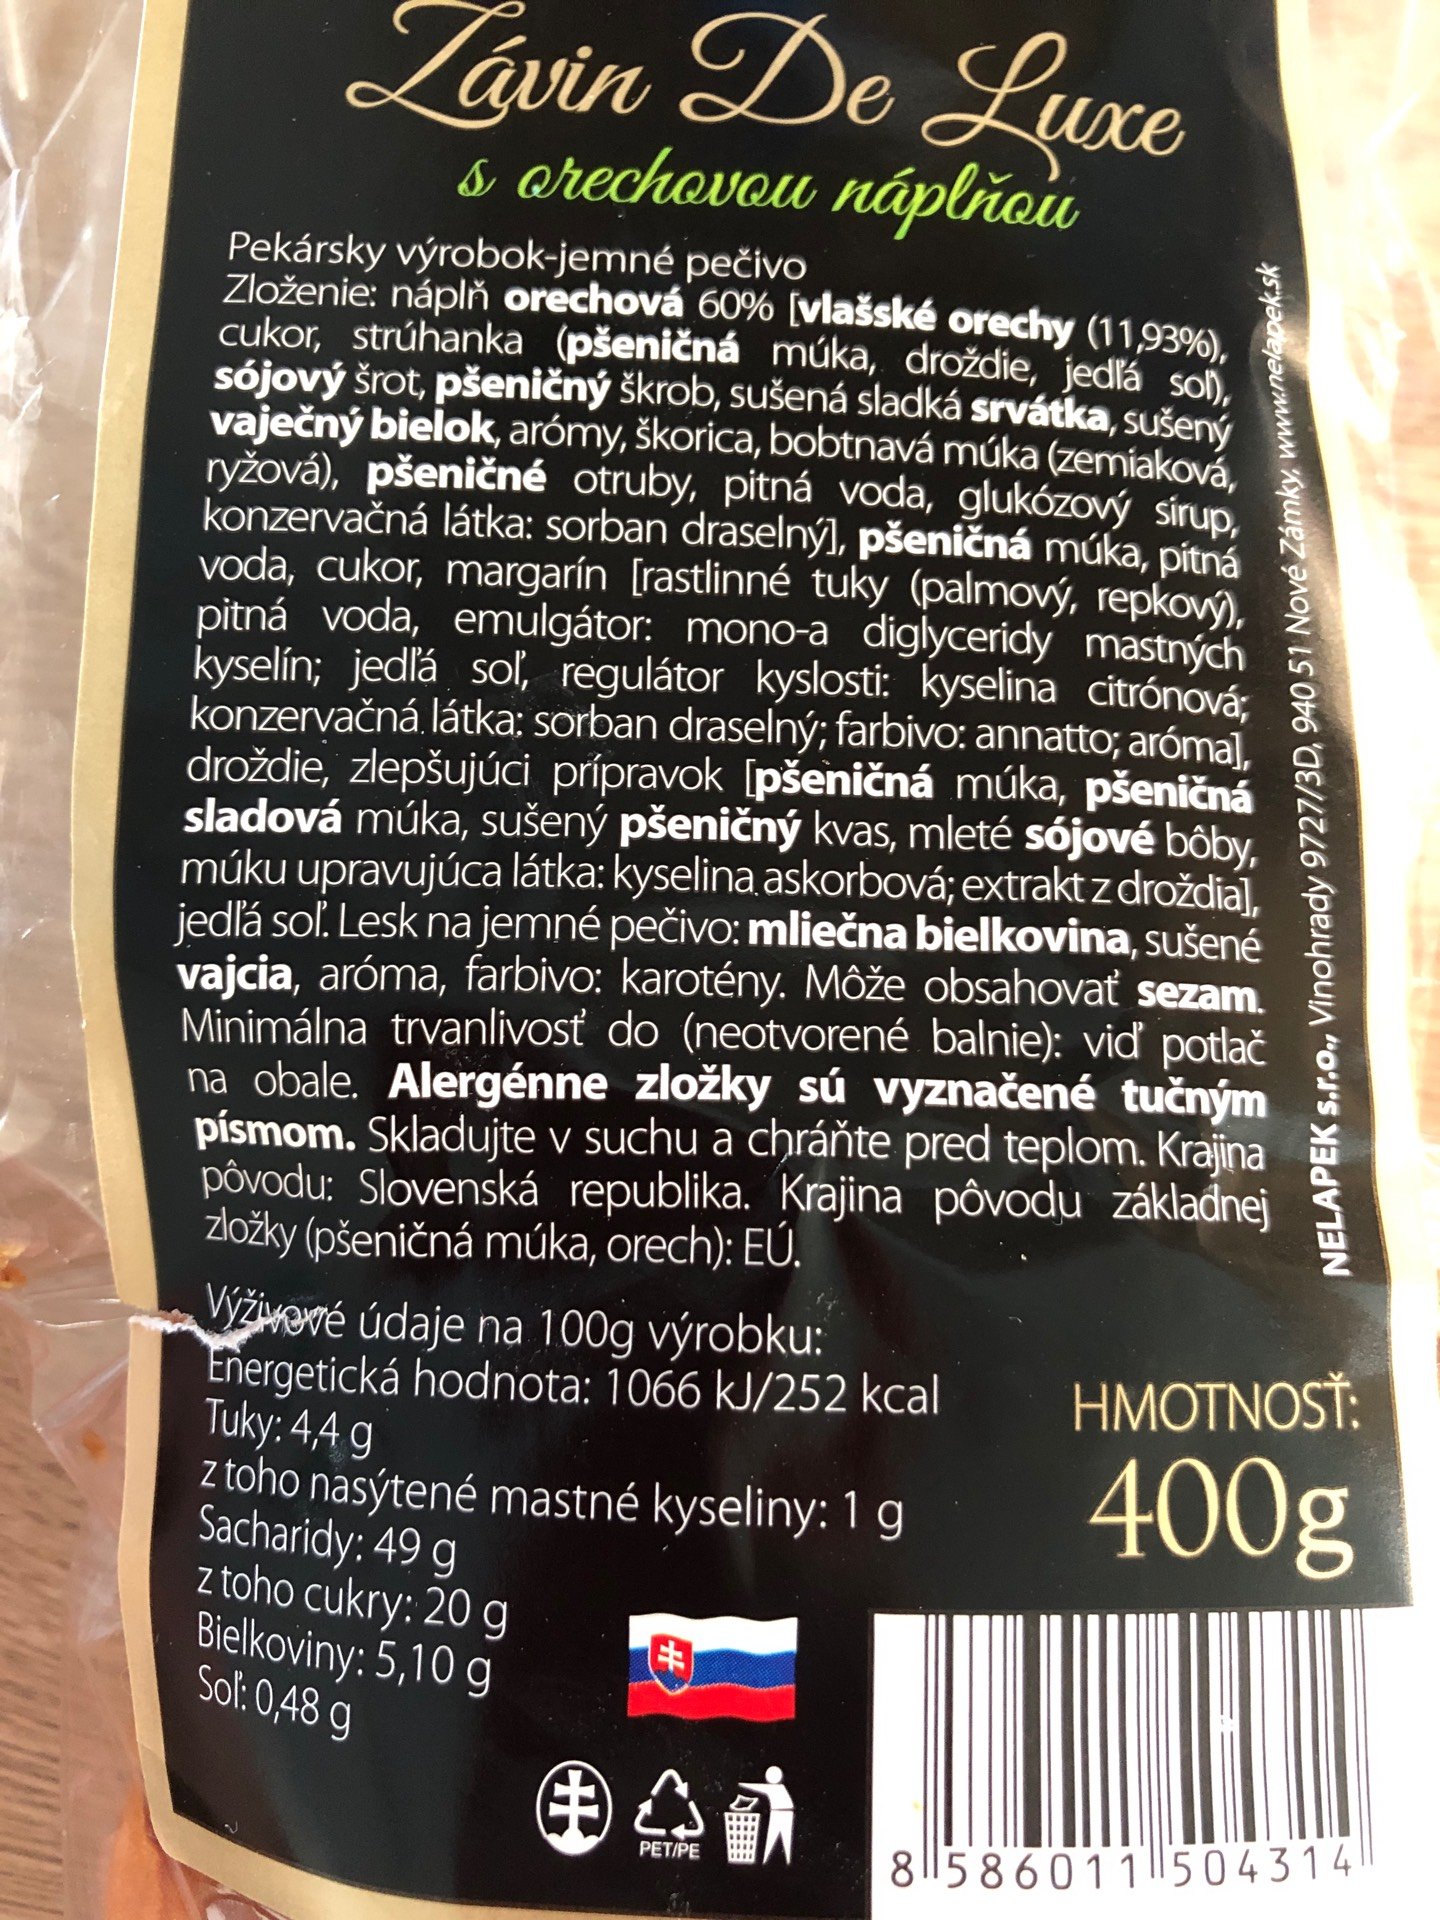 Závin De Luxe
s orechovou náplňou
Pekársky výrobok-jemné pečivo
Zloženie: náplň orechová 60% [vlašské orechy (11,93%),
cukor, strúhanka (pšeničná múka, droždie, jedľá soľ),
sójový šrot, pšeničný škrob, sušená sladká srvátka, sušený
vaječný bielok, arómy, škorica, bobtnavá múka (zemiaková,
ryžová), pšeničné otruby, pitná voda, glukózový sirup,
konzervačná látka: sorban draselný], pšeničná múka, pitná
voda, cukor, margarín [rastlinné tuky (palmový, repkový),
pitná voda, emulgátor: mono-a diglyceridy mastných
kyselín; jedľá soľ, regulátor kyslosti: kyselina citrónová;
konzervačná látka: sorban draselný; farbivo: annatto; aróma],
droždie, zlepšujúci prípravok [pšeničná múka, pšeničná
sladová múka, sušený pšeničný kvas, mleté sójové bôby,
múku upravujúca látka: kyselina askorbová; extrakt z droždia],
jedľá soľ. Lesk na jemné pečivo: mliečna bielkovina, sušené
vajcia, aróma, farbivo: karotény. Môže obsahovať sezam.
Minimálna trvanlivosť do (neotvorené balnie): viď potlač
na obale. Alergénne zložky sú vyznačené tučným
písmom. Skladujte v suchu a chráňte pred teplom. Krajina
pôvodu: Slovenská republika. Krajina pôvodu základnej
zložky (pšeničná múka, orech): EÚ.
Výživové údaje na 100g výrobku:
Energetická hodnota: 1066 kJ/252 kcal
Tuky: 4,4 g
z toho nasýtené mastné kyseliny: 1 g
Sacharidy: 49 g
z toho cukry: 20 g
Bielkoviny: 5,10 g
Soľ: 0,48 g
HMOTNOSŤ:
400g
PET/PE
8 586011 504314
NELAPEK s.r.o., Vinohrady 9727/3D, 940 51 Nové Zámky, www.nelapek.sk